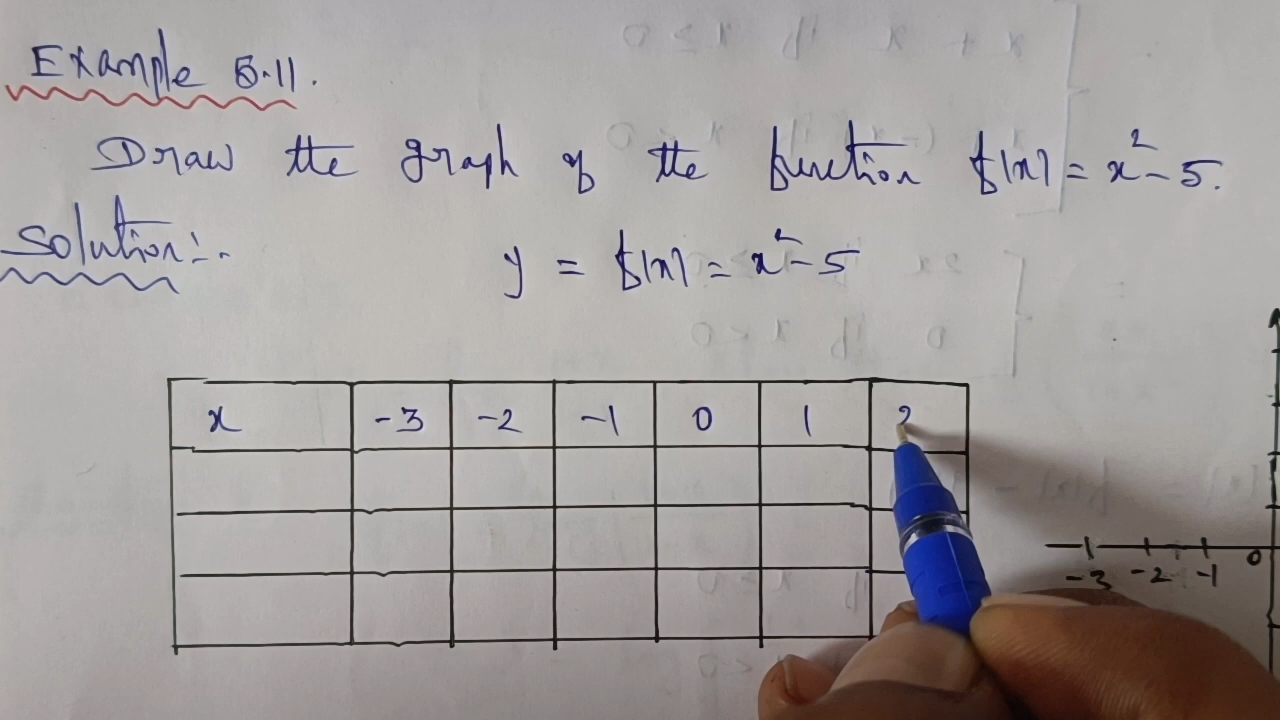 Example 5.11.
Draw the graph of the function f(x) = x² - 5.
Solution:-
y = f(x) = x² - 5
x -3 -2 -1 0 1 2
-3 -2 -1 0